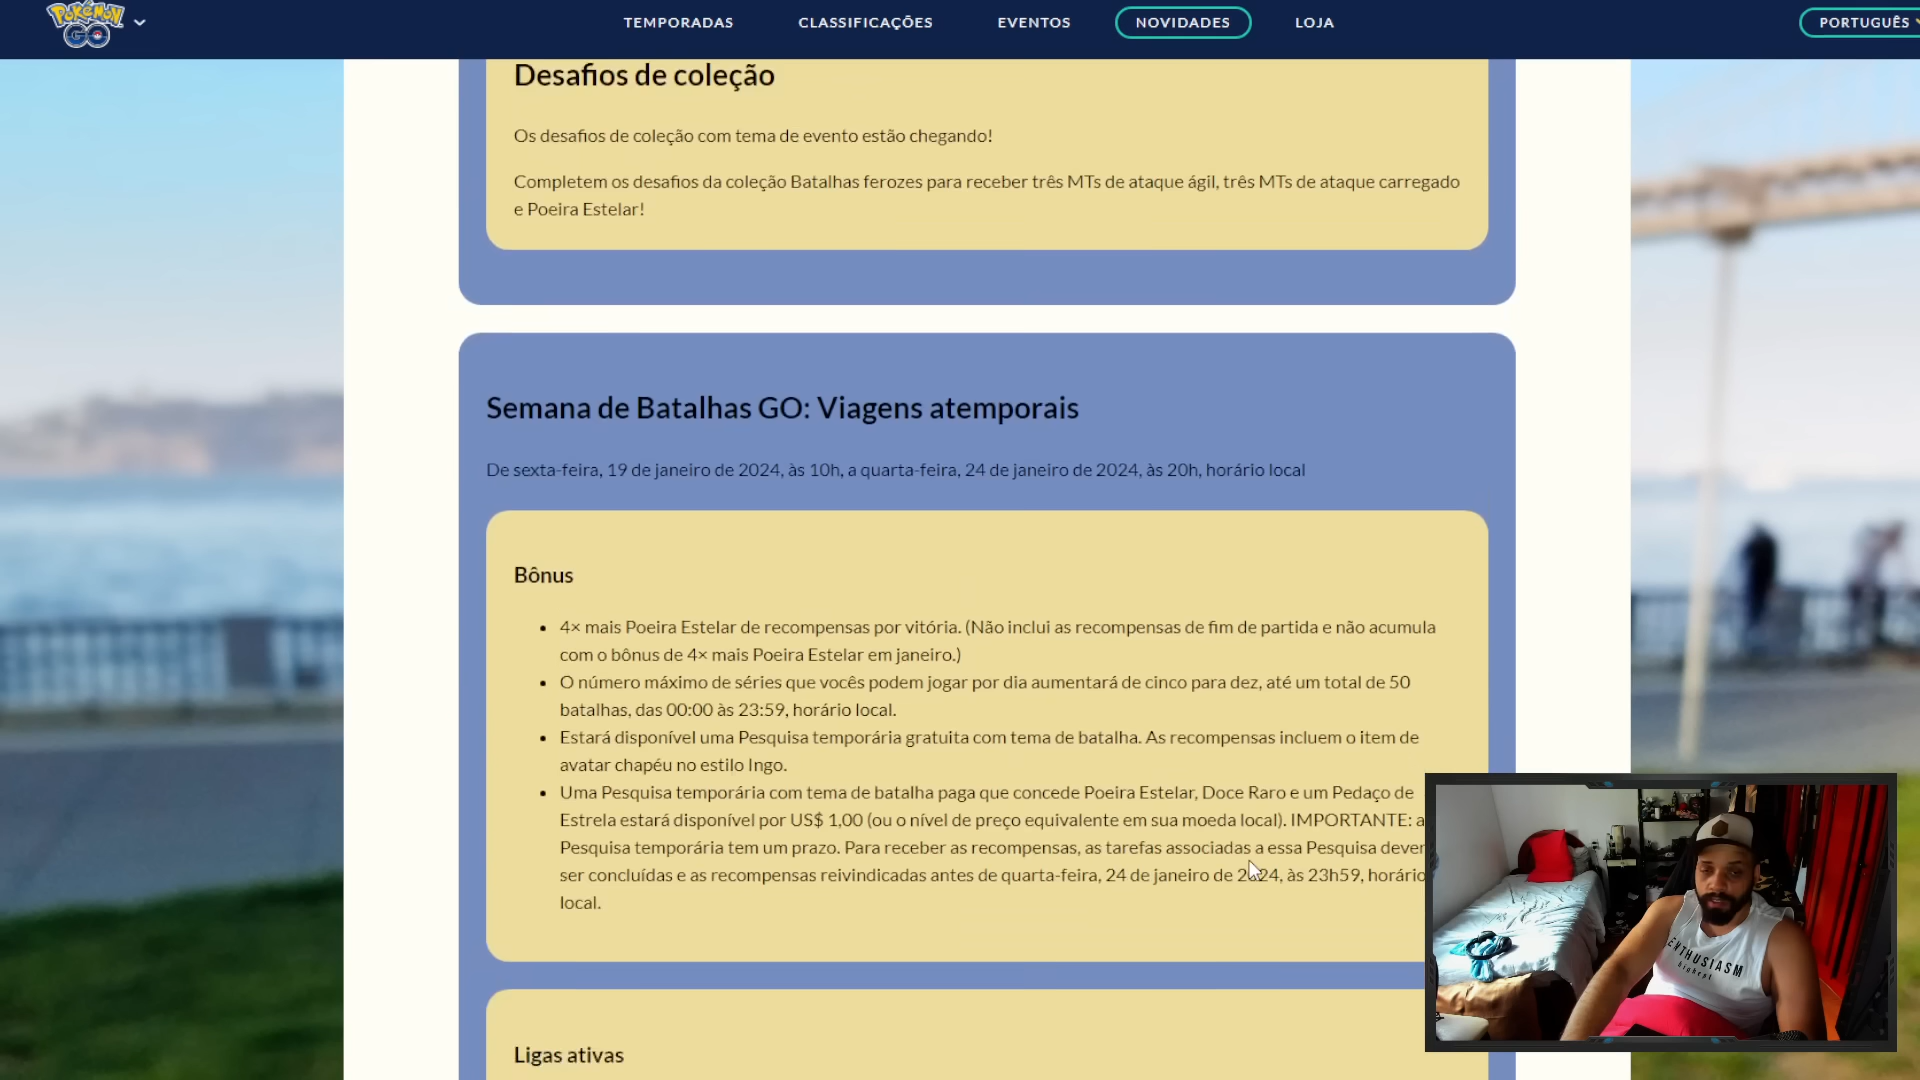 Pokémon GO
TEMPORADAS
CLASSIFICAÇÕES
EVENTOS
NOVIDADES
LOJA
PORTUGUÊS
Desafios de coleção
Os desafios de coleção com tema de evento estão chegando!
Completem os desafios da coleção Batalhas ferozes para receber três MTs de ataque ágil, três MTs de ataque carregado
e Poeira Estelar!
Semana de Batalhas GO: Viagens atemporais
De sexta-feira, 19 de janeiro de 2024, às 10h, a quarta-feira, 24 de janeiro de 2024, às 20h, horário local
Bônus
• 4× mais Poeira Estelar de recompensas por vitória. (Não inclui as recompensas de fim de partida e não acumula
com o bônus de 4× mais Poeira Estelar em janeiro.)
• O número máximo de séries que vocês podem jogar por dia aumentará de cinco para dez, até um total de 50
batalhas, das 00:00 às 23:59, horário local.
• Estará disponível uma Pesquisa temporária gratuita com tema de batalha. As recompensas incluem o item de
avatar chapéu no estilo Ingo.
• Uma Pesquisa temporária com tema de batalha paga que concede Poeira Estelar, Doce Raro e um Pedaço de
Estrela estará disponível por US$ 1,00 (ou o nível de preço equivalente em sua moeda local). IMPORTANTE: a
Pesquisa temporária tem um prazo. Para receber as recompensas, as tarefas associadas a essa Pesquisa dever
ser concluídas e as recompensas reivindicadas antes de quarta-feira, 24 de janeiro de 2024, às 23h59, horário
local.
Ligas ativas
ENTHUSIASM
highest